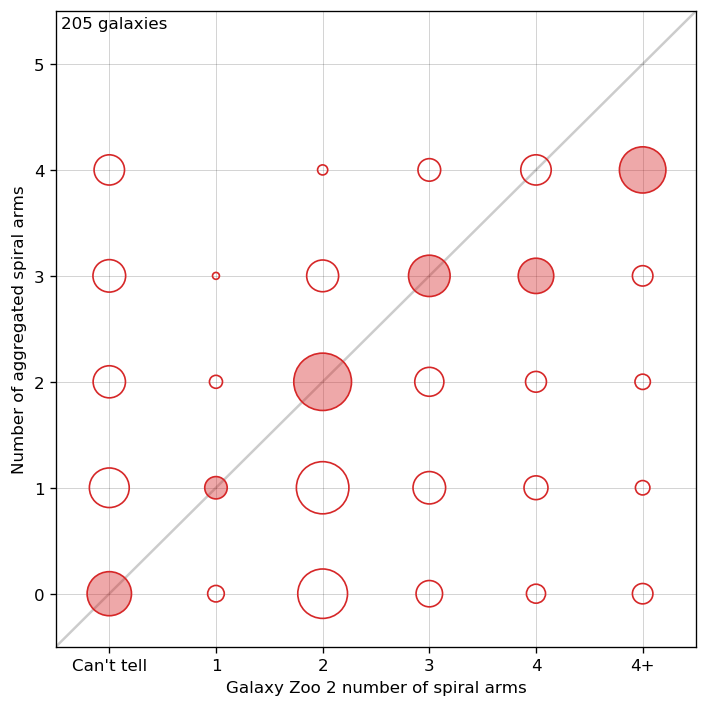 205 galaxies
5
4
3
2
1
0
Number of aggregated spiral arms
Can't tell 1 2 3 4 4+
Galaxy Zoo 2 number of spiral arms